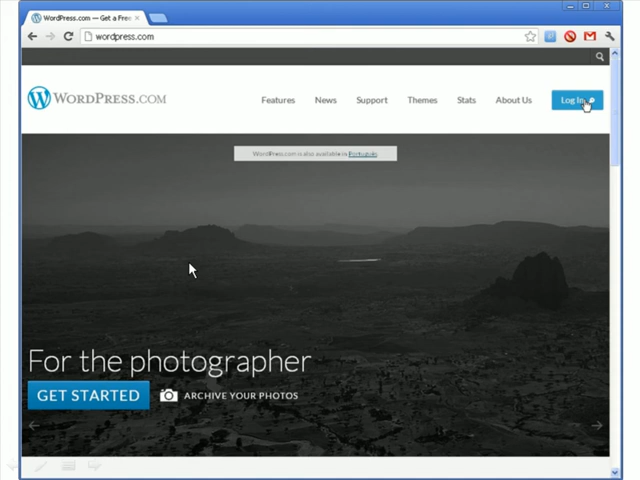 WordPress.com — Get a Free
wordpress.com
WORDPRESS.COM
Features News Support Themes Stats About Us Log In
WordPress.com is also available in Português
For the photographer
GET STARTED
ARCHIVE YOUR PHOTOS